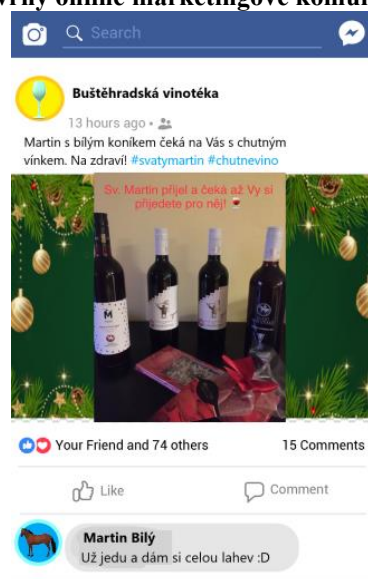 Search
Buštěhradská vinotéka
13 hours ago •
Martin s bílým koníkem čeká na Vás s chutným
vínkem. Na zdraví! #svatymartin #chutnevino
Sv. Martin přijel a čeká až Vy si
přijedete pro něj!
M
Your Friend and 74 others
15 Comments
Like
Comment
Martin Bilý
Už jedu a dám si celou lahev :D